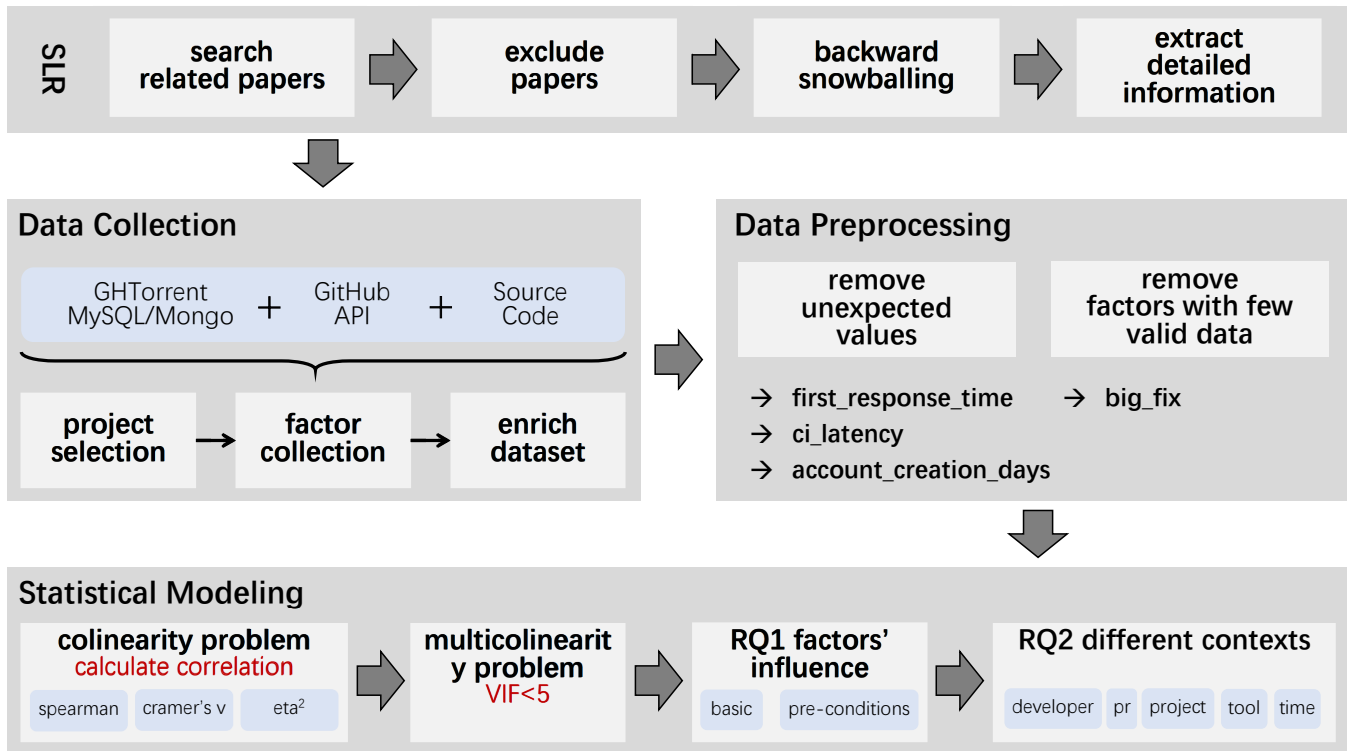 SLR
search
related papers
exclude
papers
backward
snowballing
extract
detailed
information
Data Collection
GHTorrent
MySQL/Mongo
+
GitHub
API
+
Source
Code
project
selection
factor
collection
enrich
dataset
Data Preprocessing
remove
unexpected
values
remove
factors with few
valid data
→ first_response_time
→ ci_latency
→ account_creation_days
→ big_fix
Statistical Modeling
colinearity problem
calculate correlation
spearman
cramer's v
eta²
multicolinearit
y problem
VIF<5
RQ1 factors'
influence
basic
pre-conditions
RQ2 different contexts
developer
pr
project
tool
time